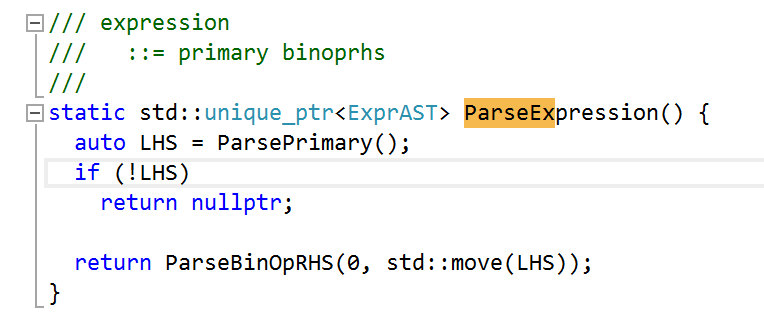 /// expression
///   ::= primary binoprhs
///
static std::unique_ptr<ExprAST> ParseExpression() {
  auto LHS = ParsePrimary();
  if (!LHS)
    return nullptr;

  return ParseBinOpRHS(0, std::move(LHS));
}